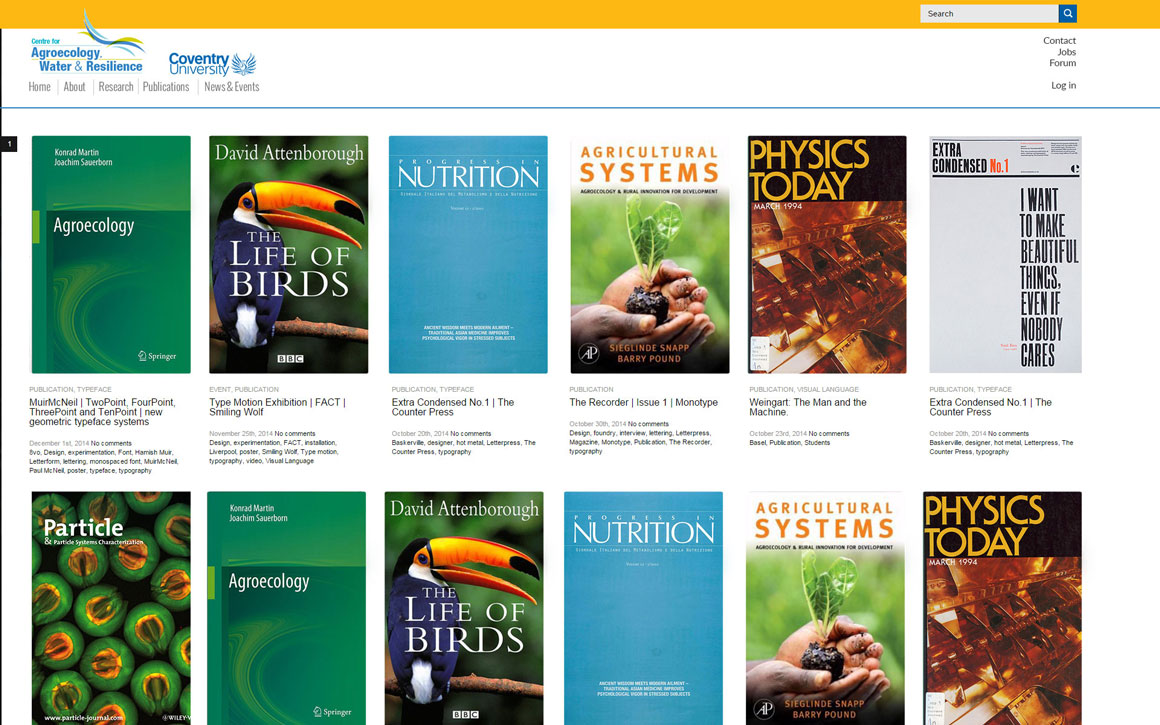 Search
Centre for
Agroecology,
Water & Resilience
Coventry
University
Contact
Jobs
Forum
Log in
Home
About
Research
Publications
News & Events
1
Konrad Martin
Joachim Sauerborn
Agroecology
Springer
David Attenborough
THE
LIFE OF
BIRDS
BBC
PROGRESS IN
NUTRITION
GIORNALE ITALIANO DEL METABOLISMO E DELLA NUTRIZIONE
ANCIENT WISDOM MEETS MODERN AILMENT –
TRADITIONAL ASIAN MEDICINE IMPROVES
PSYCHOLOGICAL VIGOR IN STRESSED SUBJECTS
AGRICULTURAL
SYSTEMS
AGROECOLOGY & RURAL INNOVATION FOR DEVELOPMENT
AP
SIEGLINDE SNAPP
BARRY POUND
PHYSICS
TODAY
MARCH 1994
EXTRA
CONDENSED No.1
I WANT
TO MAKE
BEAUTIFUL
THINGS,
EVEN IF
NOBODY
CARES
PUBLICATION, TYPEFACE
MuirMcNeil | TwoPoint, FourPoint,
ThreePoint and TenPoint | new
geometric typeface systems
December 1st, 2014 No comments
8vo, Design, experimentation, Font, Hamish Muir,
Letterform, lettering, monospaced font, MuirMcNeil,
Paul McNeil, poster, typeface, typography
EVENT, PUBLICATION
Type Motion Exhibition | FACT |
Smiling Wolf
November 25th, 2014 No comments
Design, experimentation, FACT, installation,
Liverpool, poster, Smiling Wolf, Type motion,
typography, video, Visual Language
PUBLICATION, TYPEFACE
Extra Condensed No.1 | The
Counter Press
October 20th, 2014 No comments
Baskerville, designer, hot metal, Letterpress, The
Counter Press, typography
PUBLICATION
The Recorder | Issue 1 | Monotype
October 30th, 2014 No comments
Design, foundry, interview, lettering, Letterpress,
Magazine, Monotype, Publication, The Recorder,
typography
PUBLICATION, VISUAL LANGUAGE
Weingart: The Man and the
Machine.
October 23rd, 2014 No comments
Basel, Publication, Students
PUBLICATION, TYPEFACE
Extra Condensed No.1 | The
Counter Press
October 20th, 2014 No comments
Baskerville, designer, hot metal, Letterpress, The
Counter Press, typography
Particle
& Particle Systems Characterization
www.particle-journal.com
WILEY-V
Konrad Martin
Joachim Sauerborn
Agroecology
Springer
David Attenborough
THE
LIFE OF
BIRDS
BBC
PROGRESS IN
NUTRITION
GIORNALE ITALIANO DEL METABOLISMO E DELLA NUTRIZIONE
ANCIENT WISDOM MEETS MODERN AILMENT –
TRADITIONAL ASIAN MEDICINE IMPROVES
PSYCHOLOGICAL VIGOR IN STRESSED SUBJECTS
AGRICULTURAL
SYSTEMS
AGROECOLOGY & RURAL INNOVATION FOR DEVELOPMENT
AP
SIEGLINDE SNAPP
BARRY POUND
PHYSICS
TODAY
MARCH 1994